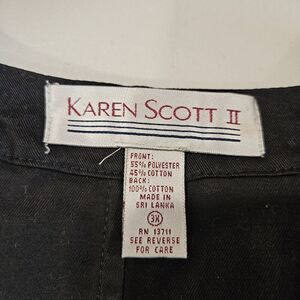 KAREN SCOTT II
FRONT:
55% POLYESTER
45% COTTON
BACK:
100% COTTON
MADE IN
SRI LANKA
3X
RN 13711
SEE REVERSE
FOR CARE